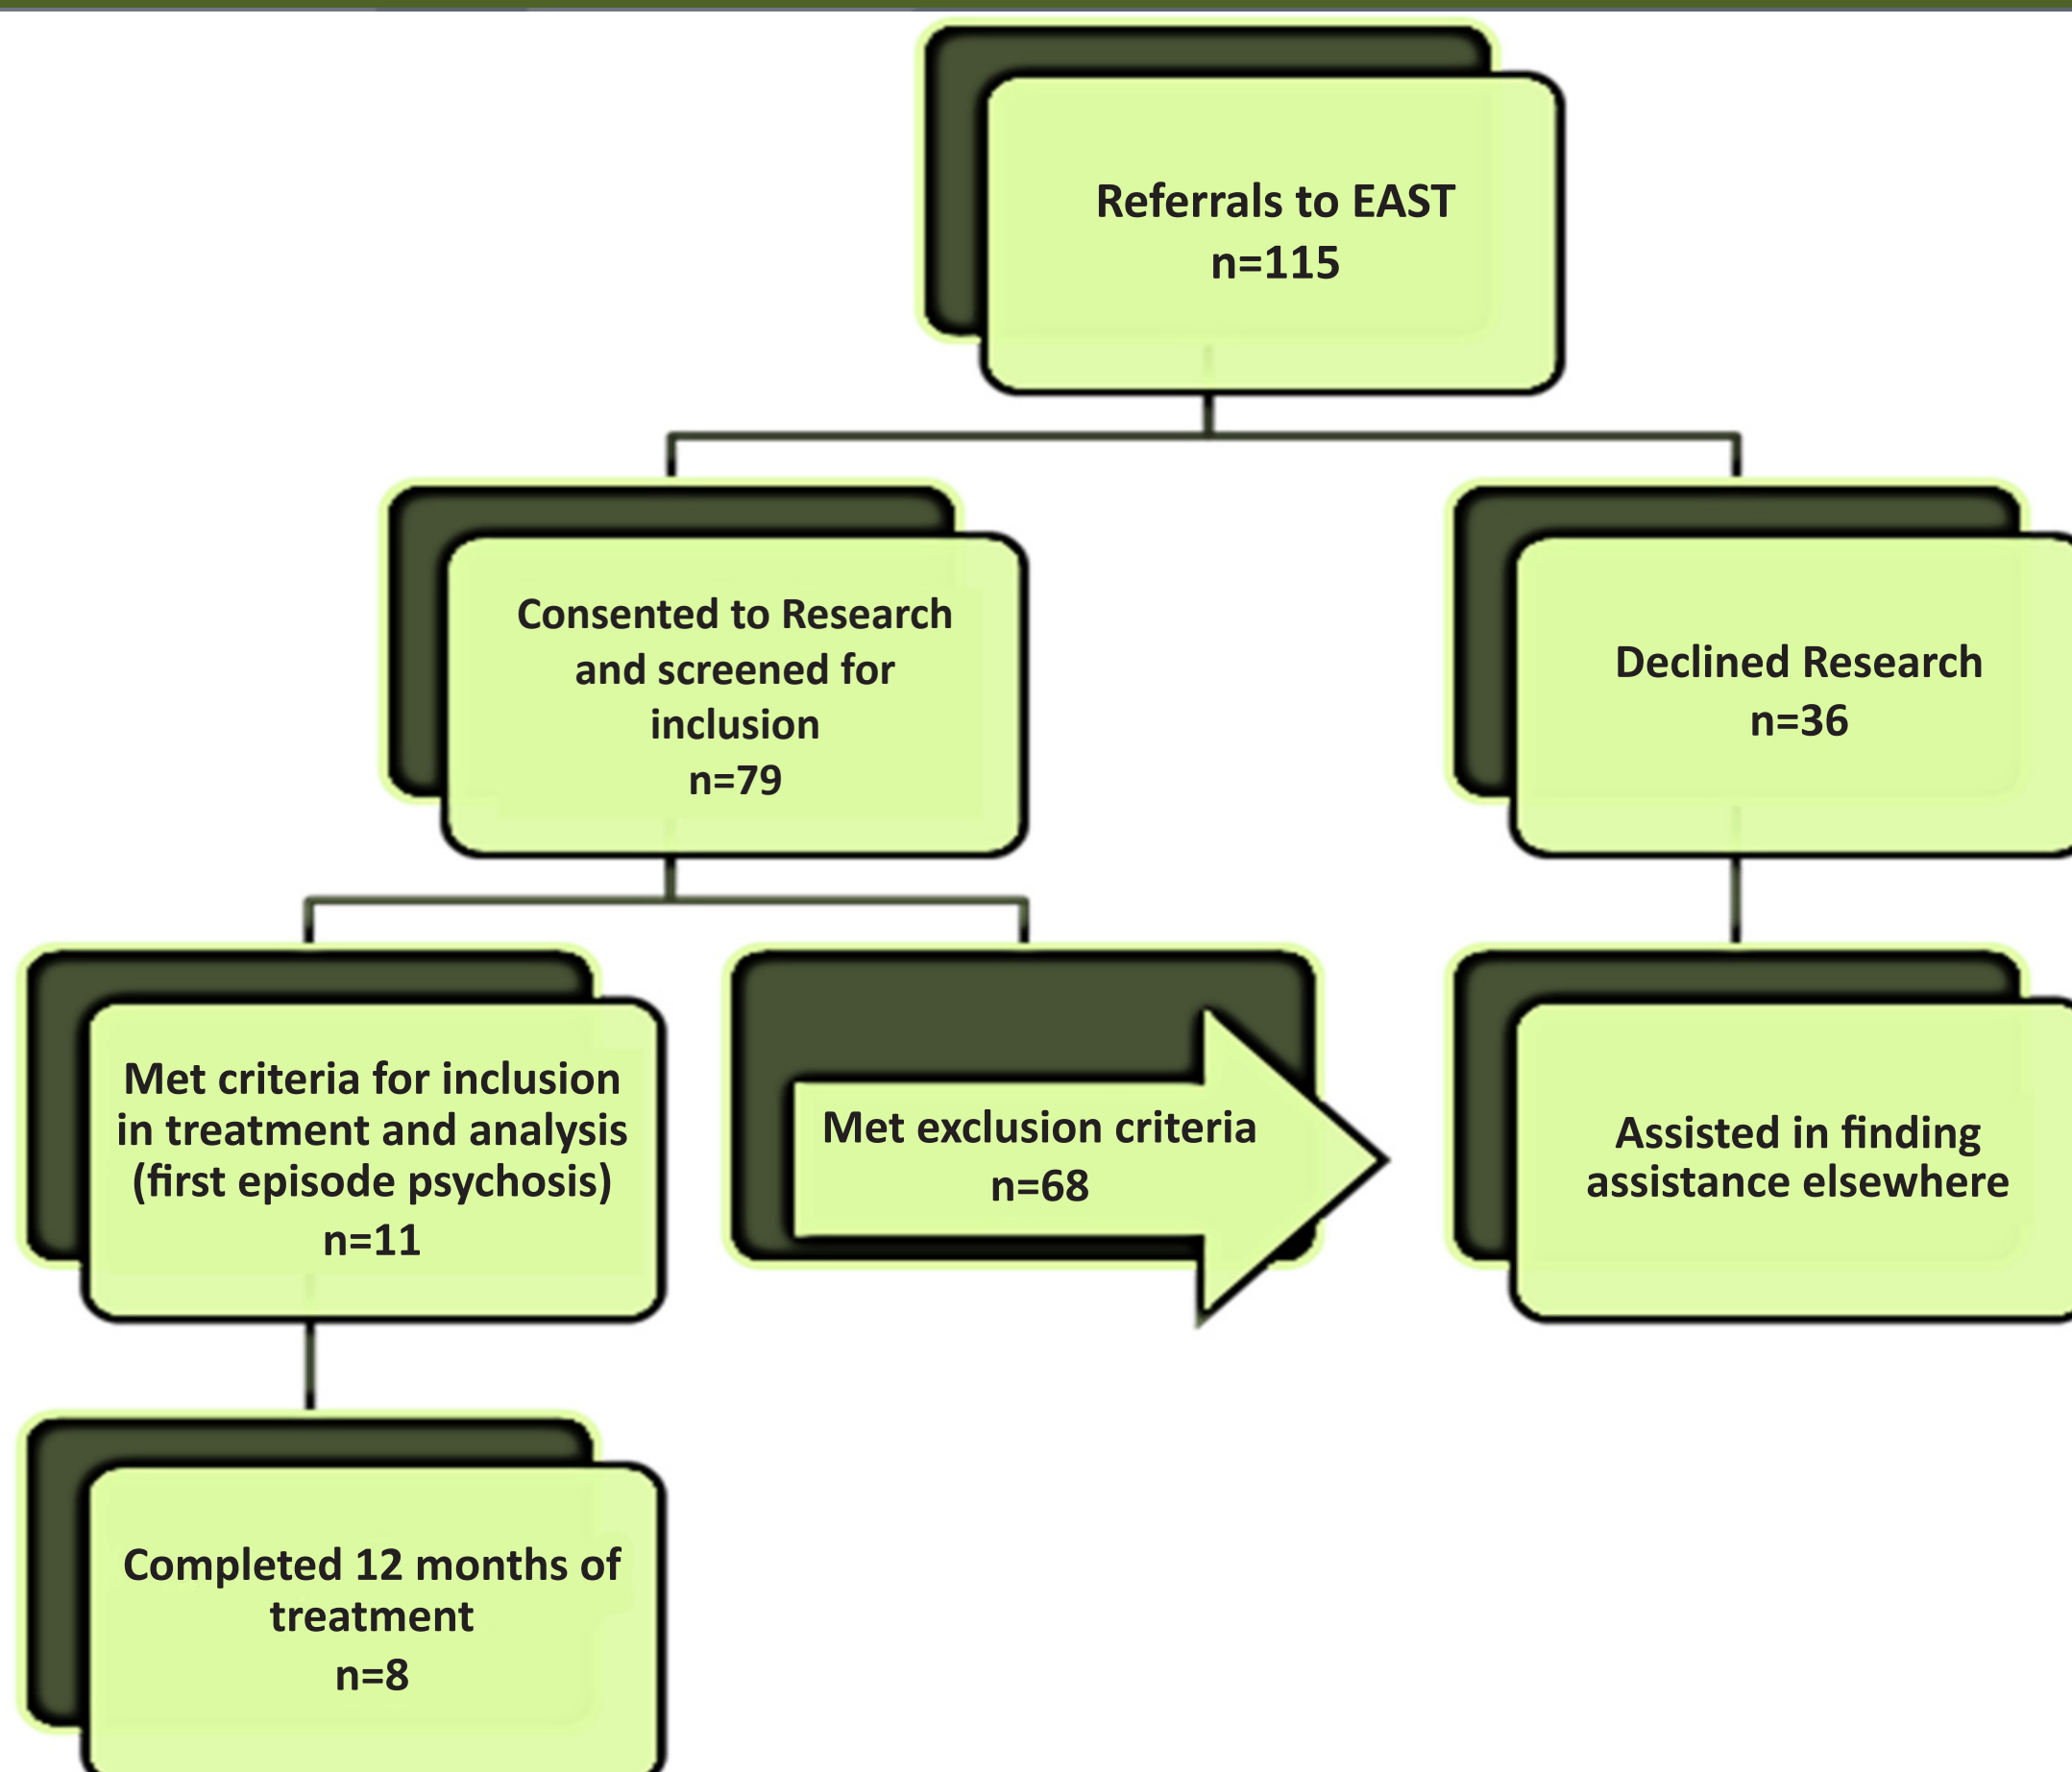 Referrals to EAST
n=115
Consented to Research
and screened for
inclusion
n=79
Declined Research
n=36
Met criteria for inclusion
in treatment and analysis
(first episode psychosis)
n=11
Met exclusion criteria
n=68
Assisted in finding
assistance elsewhere
Completed 12 months of
treatment
n=8